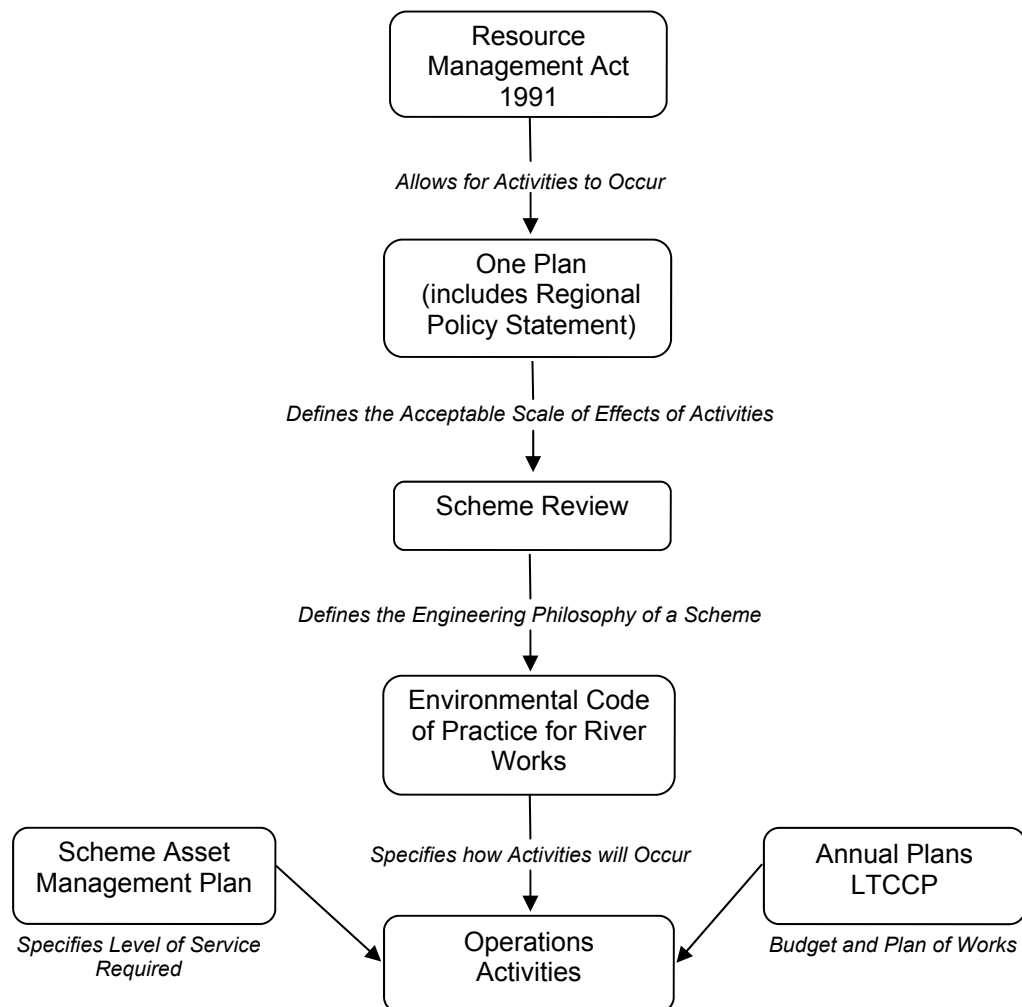 Resource
Management Act
1991
Allows for Activities to Occur
One Plan
(includes Regional
Policy Statement)
Defines the Acceptable Scale of Effects of Activities
Scheme Review
Defines the Engineering Philosophy of a Scheme
Environmental Code
of Practice for River
Works
Scheme Asset
Management Plan
Specifies how Activities will Occur
Annual Plans
LTCCP
Specifies Level of Service
Required
Operations
Activities
Budget and Plan of Works